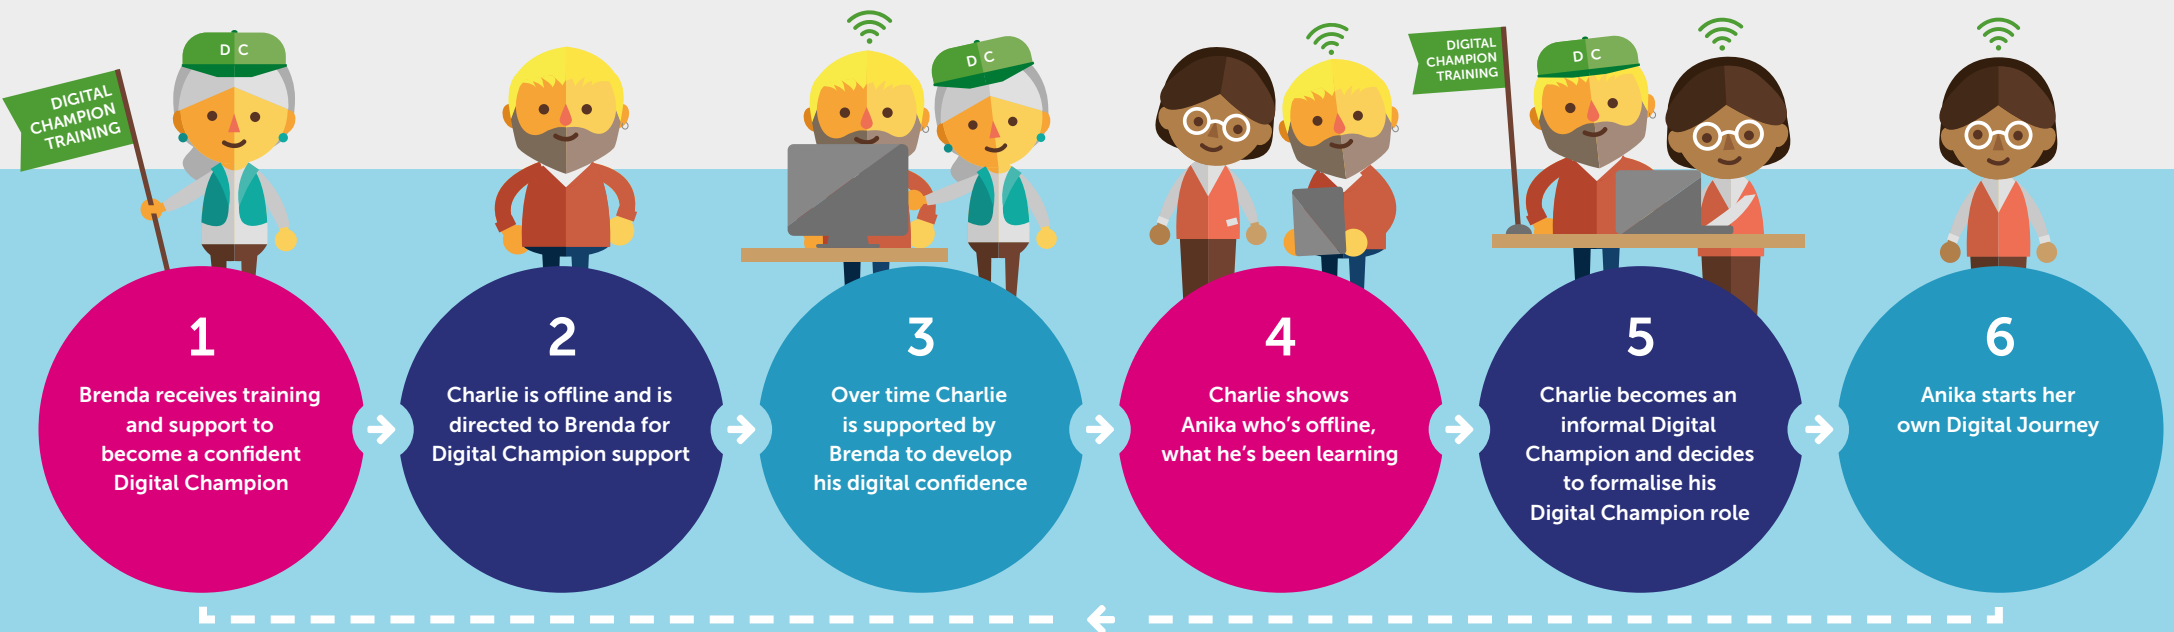 DIGITAL
CHAMPION
TRAINING
D C
D C
DIGITAL
CHAMPION
TRAINING
D C
1
Brenda receives training
and support to
become a confident
Digital Champion
2
Charlie is offline and is
directed to Brenda for
Digital Champion support
3
Over time Charlie
is supported by
Brenda to develop
his digital confidence
4
Charlie shows
Anika who's offline,
what he's been learning
5
Charlie becomes an
informal Digital
Champion and decides
to formalise his
Digital Champion role
6
Anika starts her
own Digital Journey